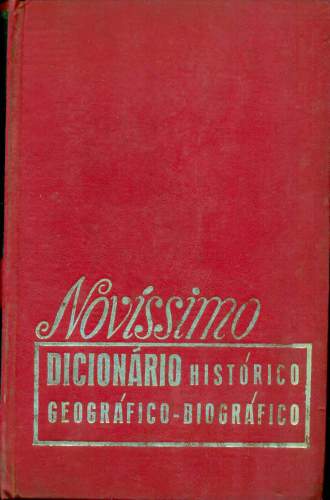 Novíssimo
DICIONÁRIO HISTÓRICO
GEOGRÁFICO-BIOGRÁFICO